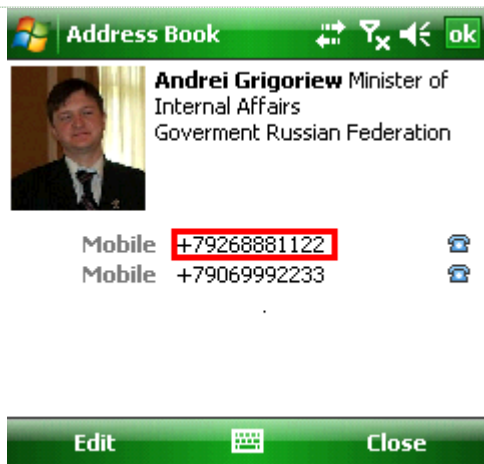 Address Book
ok
Andrei Grigoriew Minister of
Internal Affairs
Goverment Russian Federation
Mobile +79268881122
Mobile +79069992233
Edit Close